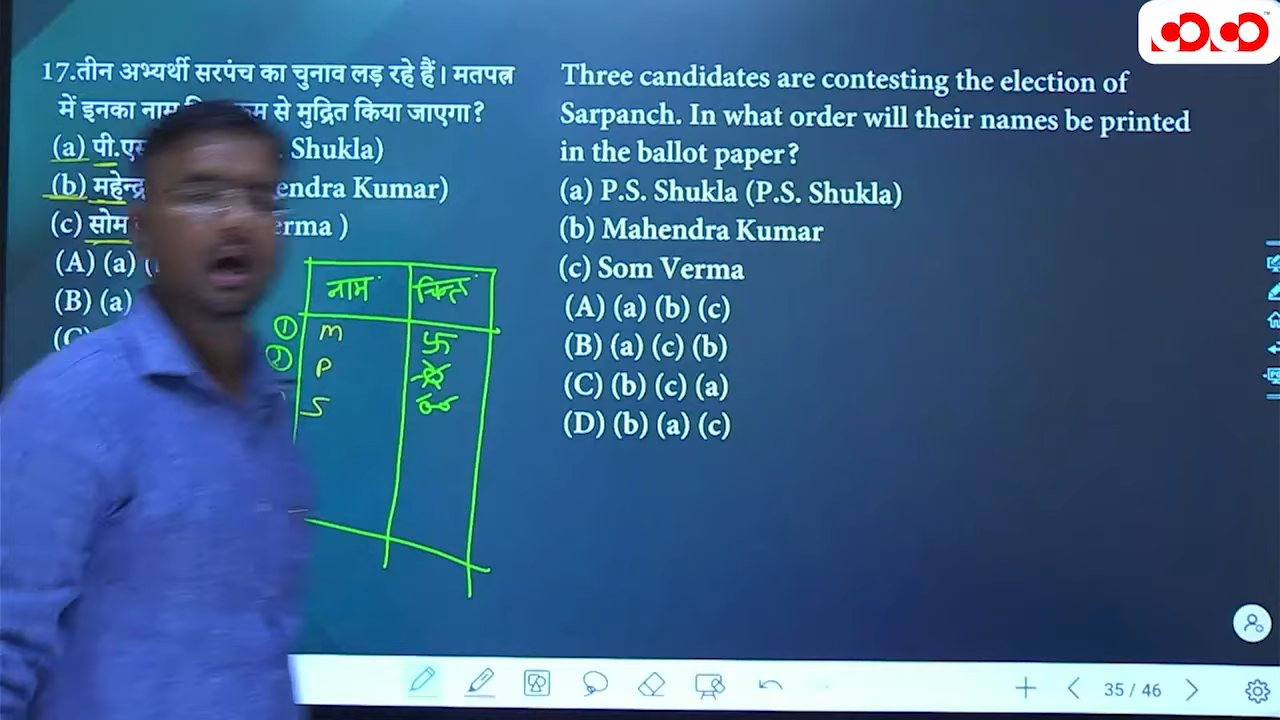 17.तीन अभ्यर्थी सरपंच का चुनाव लड़ रहे हैं। मतपत्र
में इनका नाम से मुद्रित किया जाएगा?
(a) पी.एस Shukla)
(b) महेन्द्र endra Kumar)
(c) सोम erma )
(A) (a)
(B) (a)
(C)
Three candidates are contesting the election of
Sarpanch. In what order will their names be printed
in the ballot paper?
(a) P.S. Shukla (P.S. Shukla)
(b) Mahendra Kumar
(c) Som Verma
(A) (a) (b) (c)
(B) (a) (c) (b)
(C) (b) (c) (a)
(D) (b) (a) (c)
नाम चिन्ह
1 M
2 P
S
35 / 46